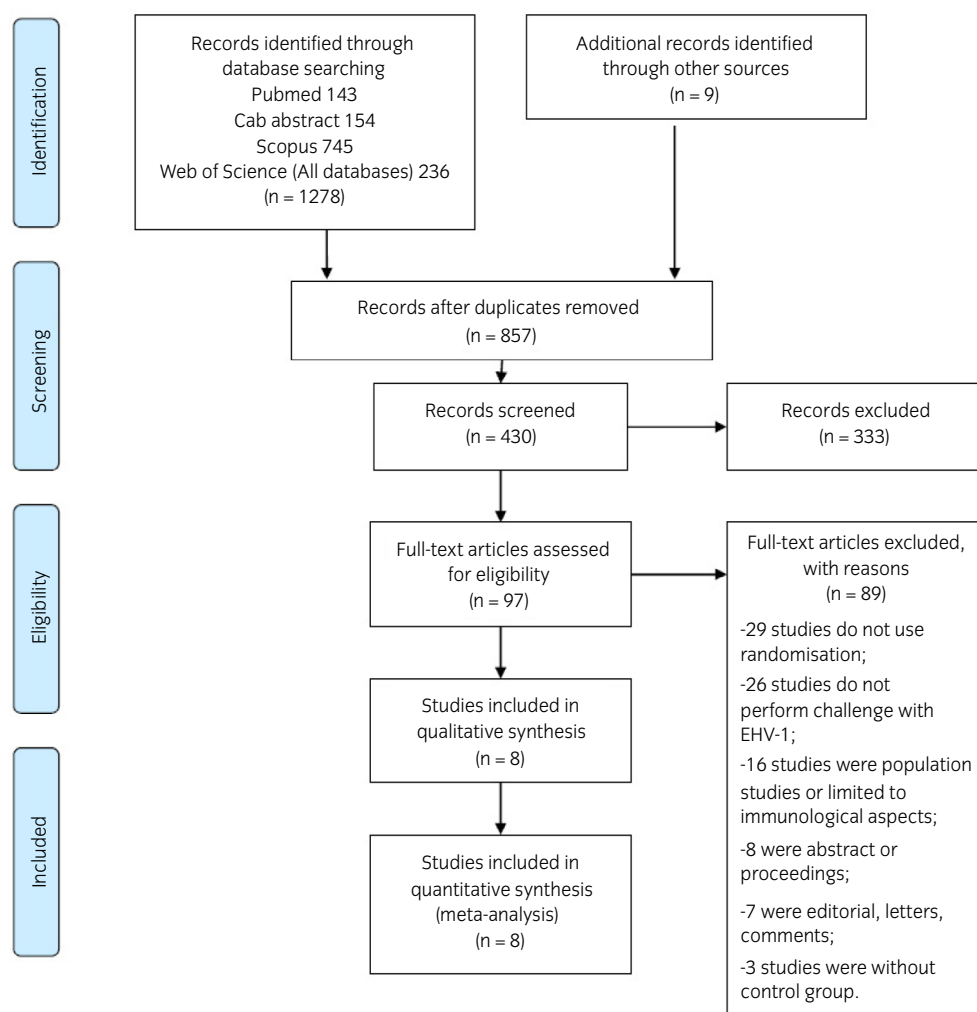 Identification
Records identified through
database searching
Pubmed 143
Cab abstract 154
Scopus 745
Web of Science (All databases) 236
(n = 1278)
Additional records identified
through other sources
(n = 9)
Screening
Records after duplicates removed
(n = 857)
Records screened
(n = 430)
Records excluded
(n = 333)
Eligibility
Full-text articles assessed
for eligibility
(n = 97)
Full-text articles excluded,
with reasons
(n = 89)
-29 studies do not use
randomisation;
-26 studies do not
perform challenge with
EHV-1;
-16 studies were population
studies or limited to
immunological aspects;
-8 were abstract or
proceedings;
-7 were editorial, letters,
comments;
-3 studies were without
control group.
Studies included in
qualitative synthesis
(n = 8)
Included
Studies included in
quantitative synthesis
(meta-analysis)
(n = 8)